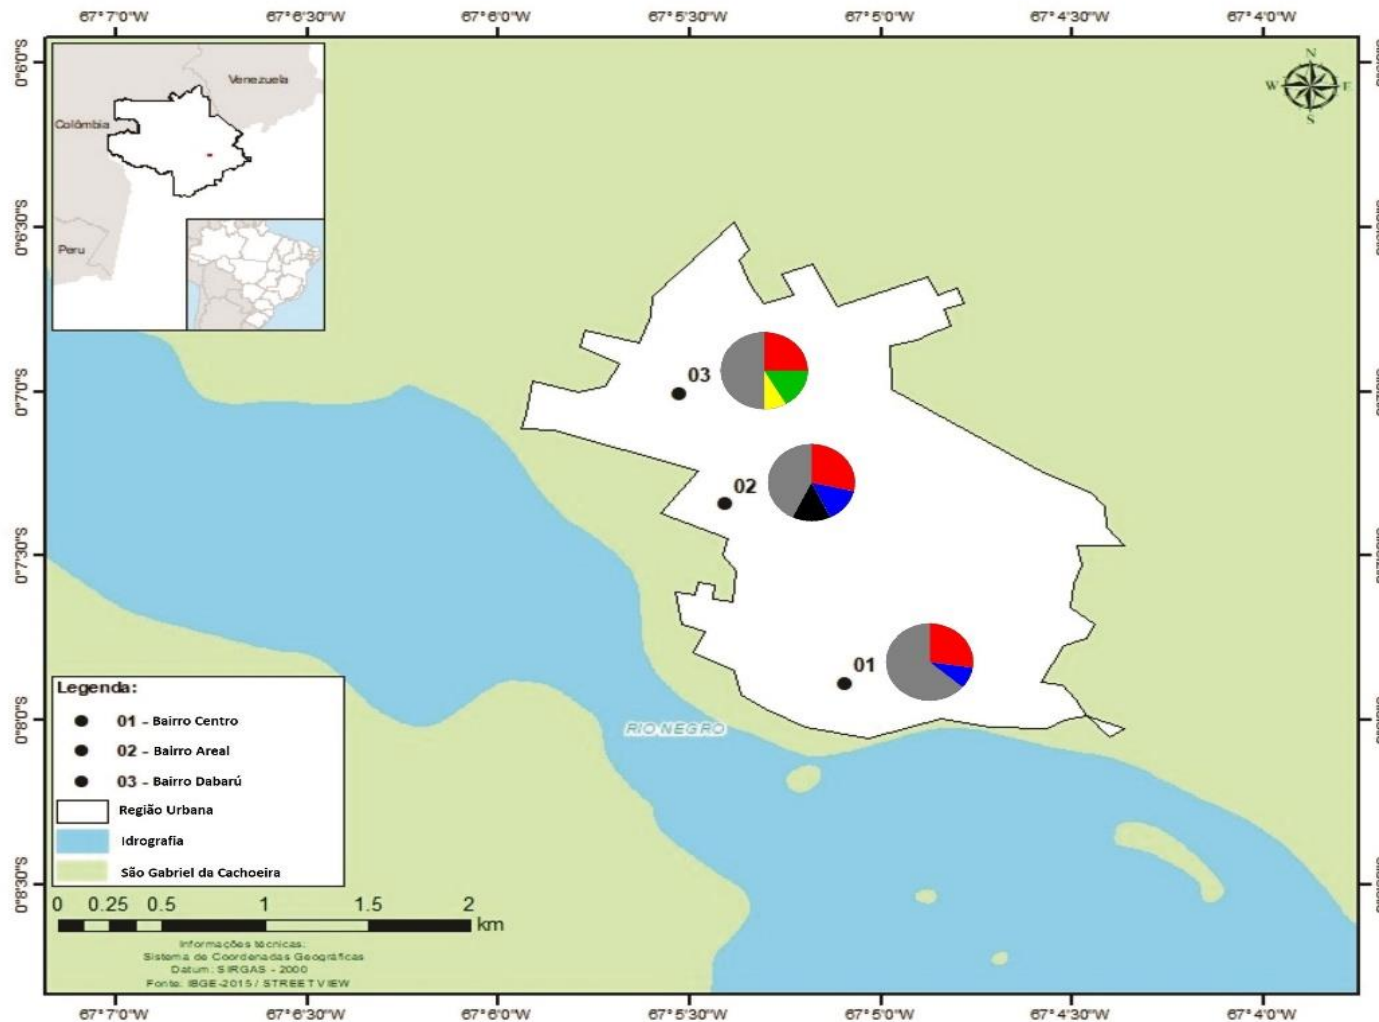 67°7'0"W 67°6'30"W 67°6'0"W 67°5'30"W 67°5'0"W 67°4'30"W 67°4'0"W
0°6'0"S
0°6'30"S
0°7'0"S
0°7'30"S
0°8'0"S
0°8'30"S
N
W E
S
Venezuela
Colômbia
Peru
03
02
01
RIO NEGRO
Legenda:
01 - Bairro Centro
02 - Bairro Areal
03 - Bairro Dabarú
Região Urbana
Idrografia
São Gabriel da Cachoeira
0 0.25 0.5 1 1.5 2
km
Informações técnicas:
Sistema de Coordenadas Geográficas
Datum: SIRGAS - 2000
Fonte: IBGE-2015 / STREET VIEW
67°7'0"W 67°6'30"W 67°6'0"W 67°5'30"W 67°5'0"W 67°4'30"W 67°4'0"W